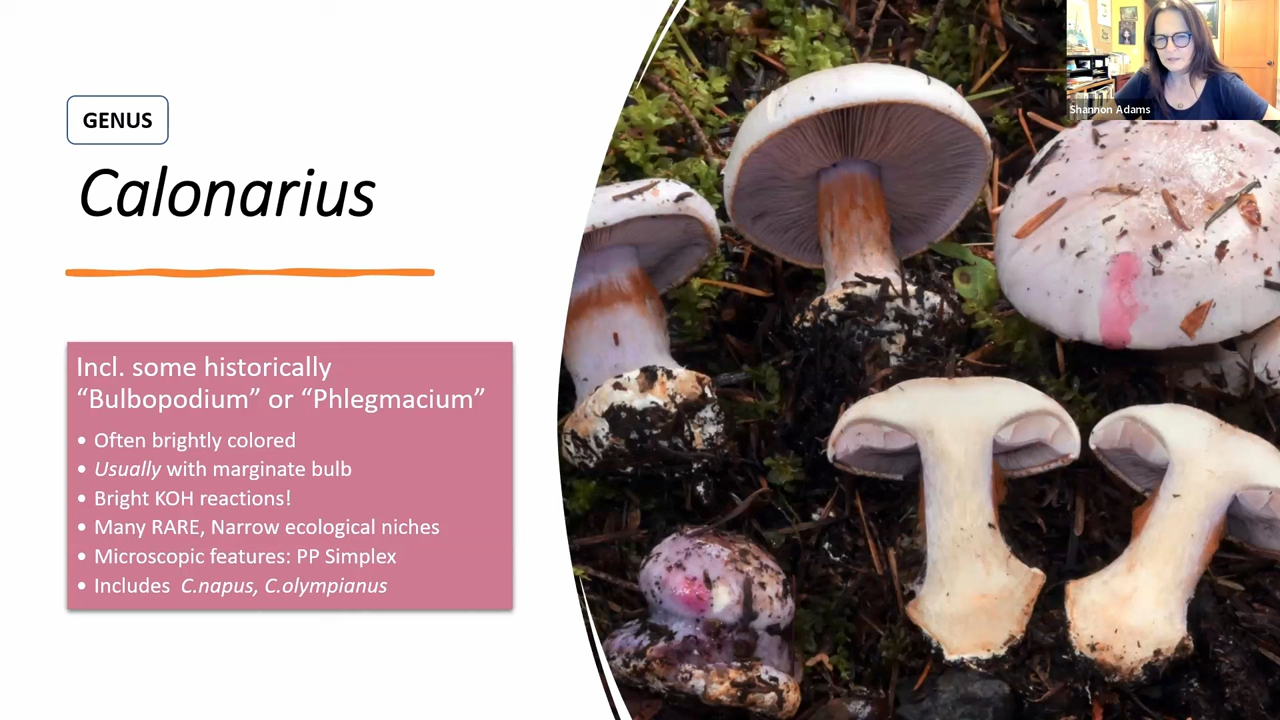 GENUS
Calonarius
Incl. some historically
“Bulbopodium” or “Phlegmacium”
• Often brightly colored
• Usually with marginate bulb
• Bright KOH reactions!
• Many RARE, Narrow ecological niches
• Microscopic features: PP Simplex
• Includes  C.napus, C.olympianus
Shannon Adams